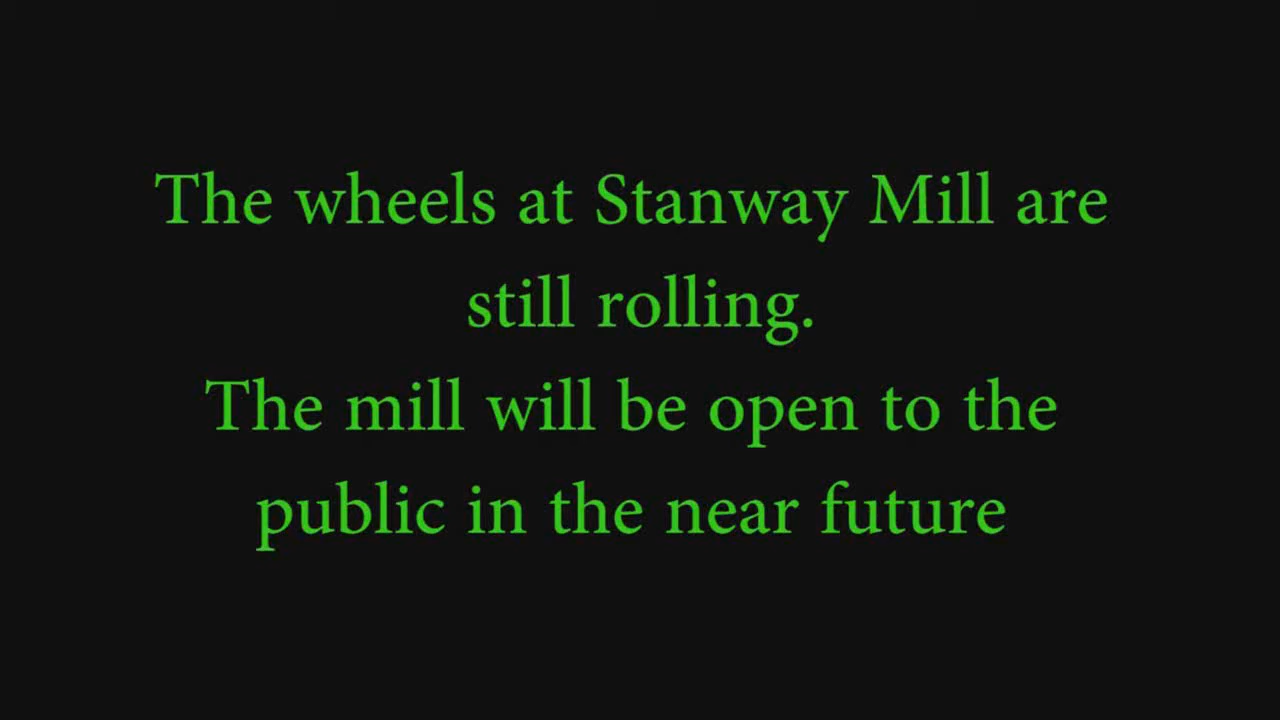 The wheels at Stanway Mill are
still rolling.
The mill will be open to the
public in the near future